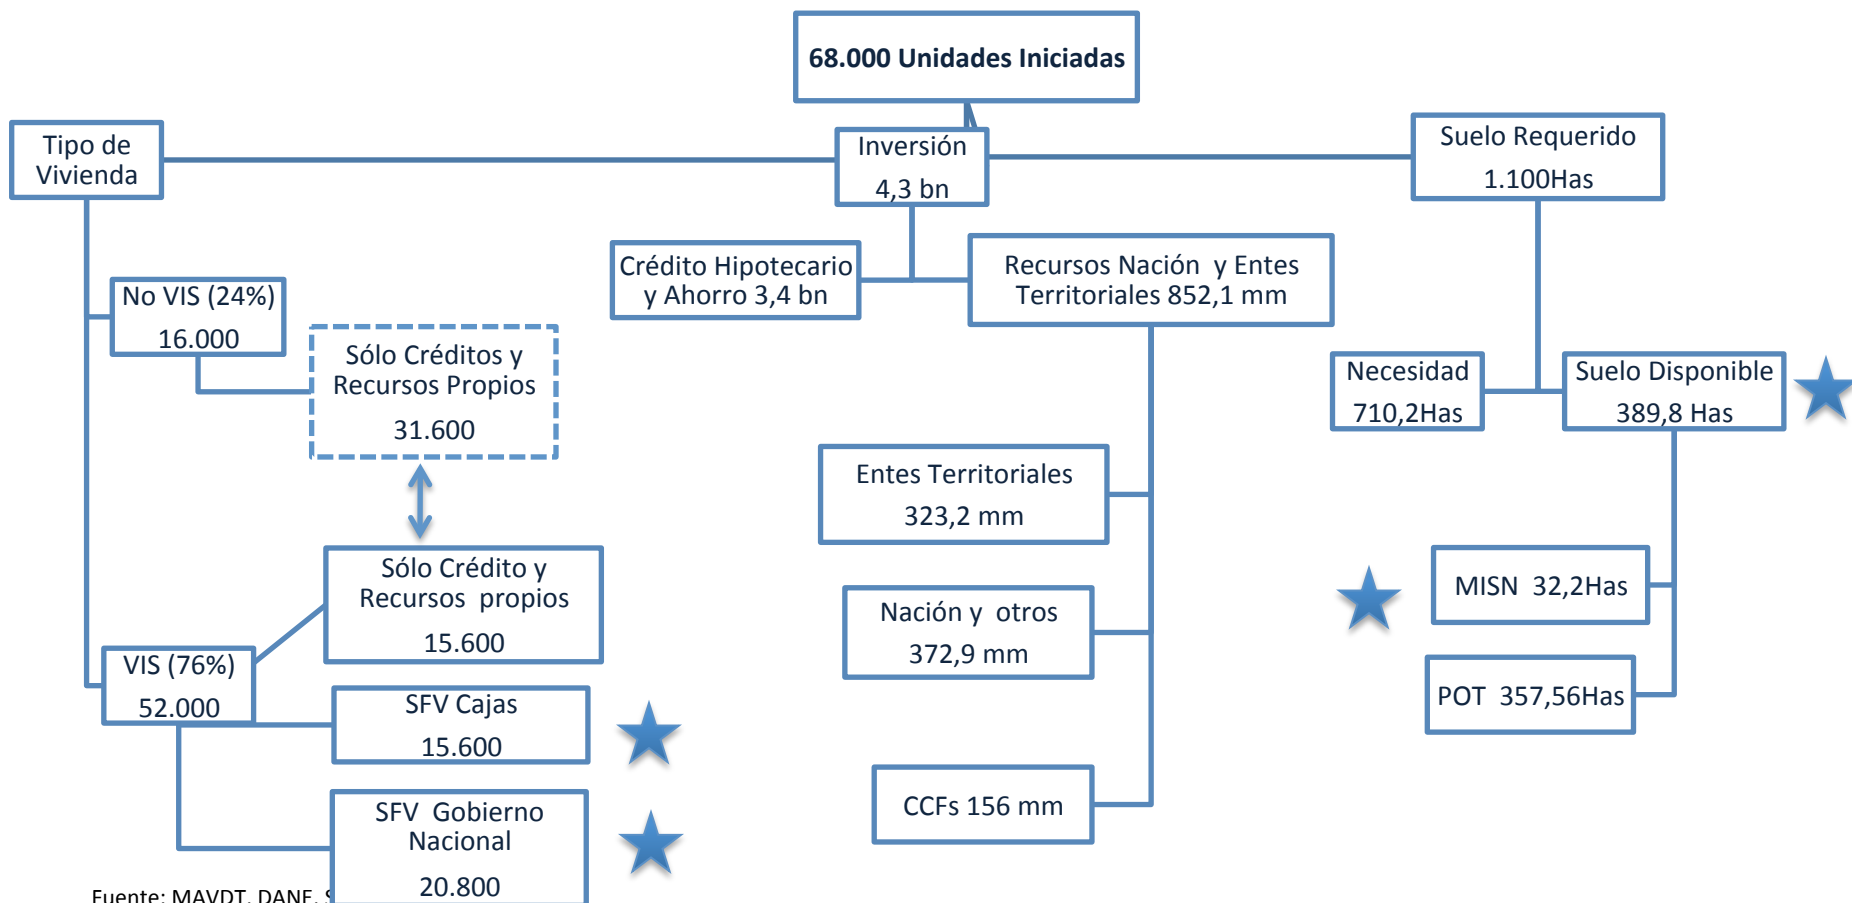 68.000 Unidades Iniciadas
Tipo de
Vivienda
Inversión
4,3 bn
Suelo Requerido
1.100Has
No VIS (24%)
16.000
Sólo Créditos y
Recursos Propios
31.600
Sólo Crédito y
Recursos propios
15.600
VIS (76%)
52.000
SFV Cajas
15.600
SFV Gobierno
Nacional
20.800
Crédito Hipotecario
y Ahorro 3,4 bn
Recursos Nación y Entes
Territoriales 852,1 mm
Entes Territoriales
323,2 mm
Nación y otros
372,9 mm
CCFs 156 mm
Necesidad
710,2Has
Suelo Disponible
389,8 Has
MISN 32,2Has
POT 357,56Has
Fuente: MAVDT, DANE,